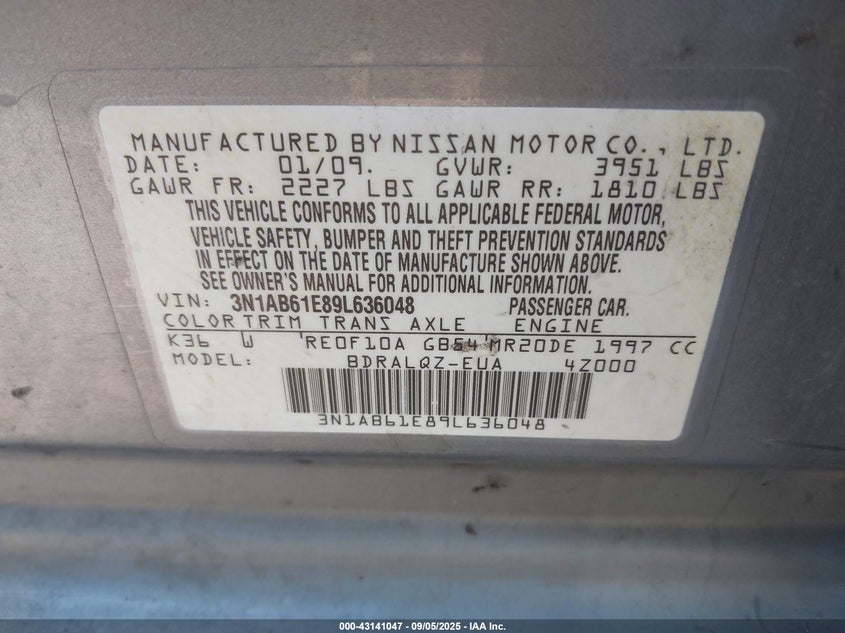 MANUFACTURED BY NISSAN MOTOR CO., LTD.
DATE: 01/09. GVWR: 3951 LBS
GAWR FR: 2227 LBS GAWR RR: 1810 LBS
THIS VEHICLE CONFORMS TO ALL APPLICABLE FEDERAL MOTOR,
VEHICLE SAFETY, BUMPER AND THEFT PREVENTION STANDARDS
IN EFFECT ON THE DATE OF MANUFACTURE SHOWN ABOVE.
SEE OWNER'S MANUAL FOR ADDITIONAL INFORMATION.
VIN: 3N1AB61E89L636048 PASSENGER CAR.
COLOR TRIM TRANS AXLE ENGINE
K36 W RE0F10A GB54 MR20DE 1997 CC
MODEL: BDRALQZ-EUA 4Z000
3N1AB61E89L636048
000-43141047 - 09/05/2025 - IAA Inc.